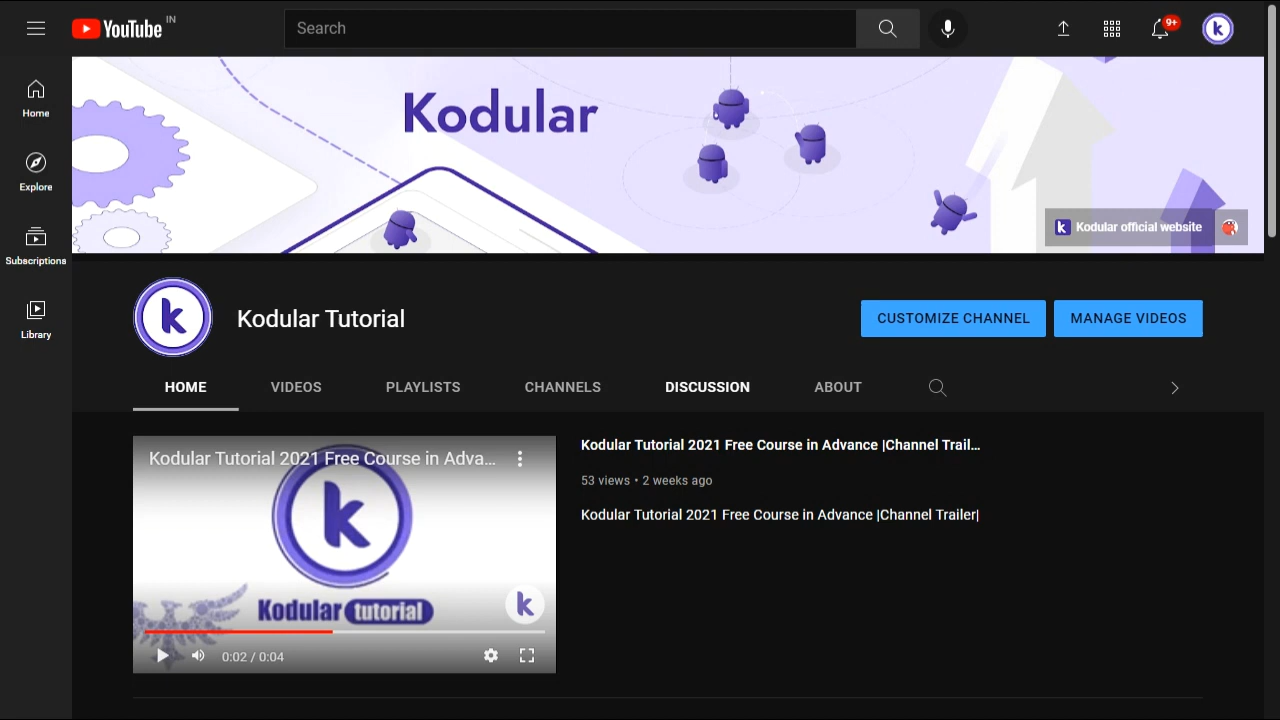 YouTube IN
Search
9+
Home
Explore
Subscriptions
Library
Kodular
Kodular official website
Kodular Tutorial
CUSTOMIZE CHANNEL
MANAGE VIDEOS
HOME VIDEOS PLAYLISTS CHANNELS DISCUSSION ABOUT
Kodular Tutorial 2021 Free Course in Adva...
Kodular tutorial
0:02 / 0:04
Kodular Tutorial 2021 Free Course in Advance |Channel Trail...
53 views • 2 weeks ago
Kodular Tutorial 2021 Free Course in Advance |Channel Trailer|